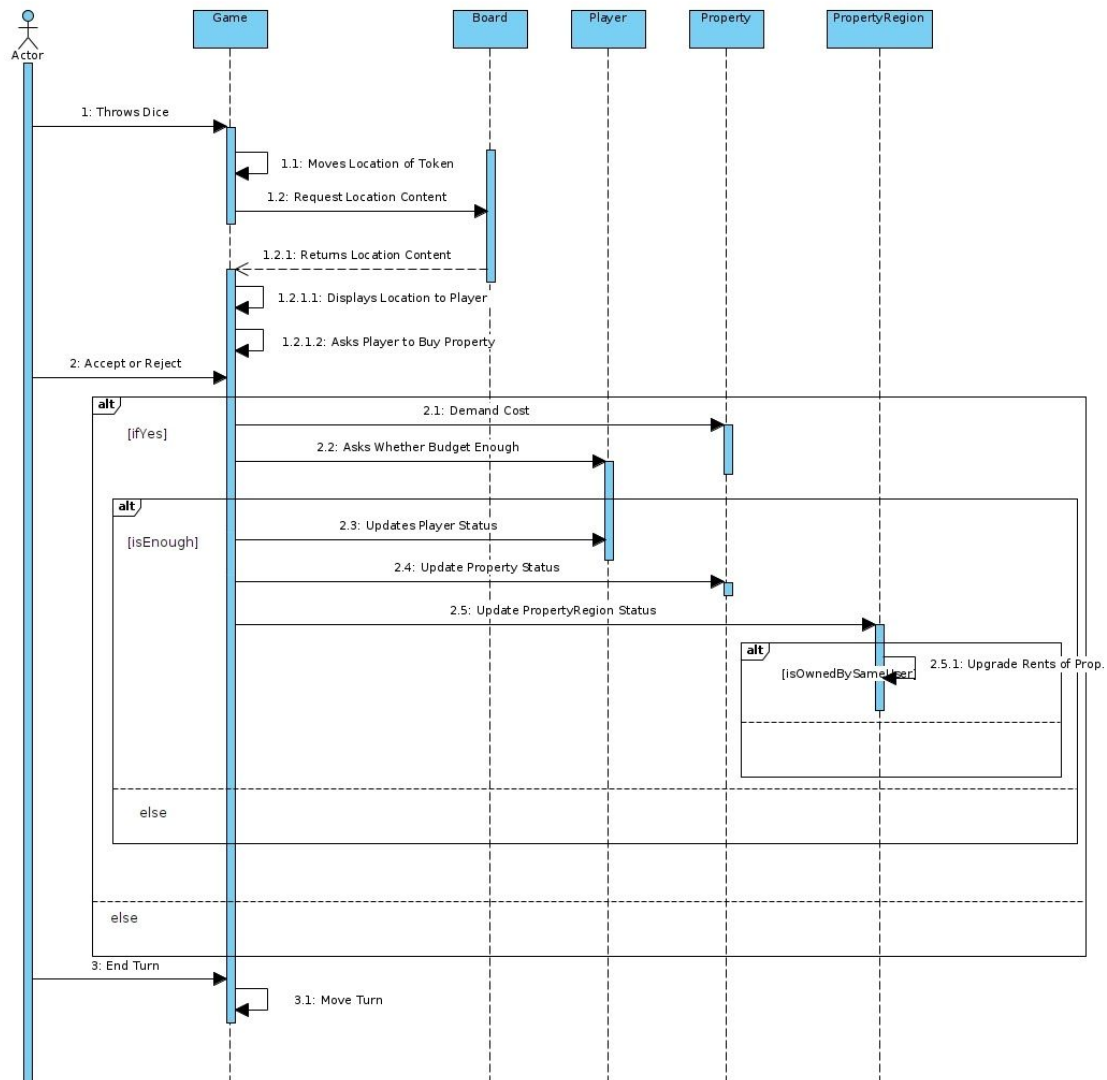 Actor
Game
Board
Player
Property
PropertyRegion
1: Throws Dice
1.1: Moves Location of Token
1.2: Request Location Content
1.2.1: Returns Location Content
1.2.1.1: Displays Location to Player
1.2.1.2: Asks Player to Buy Property
2: Accept or Reject
alt
[ifYes]
2.1: Demand Cost
2.2: Asks Whether Budget Enough
alt
[isEnough]
2.3: Updates Player Status
2.4: Update Property Status
2.5: Update PropertyRegion Status
alt
[isOwnedBySameUser]
2.5.1: Upgrade Rents of Prop.
else
else
3: End Turn
3.1: Move Turn